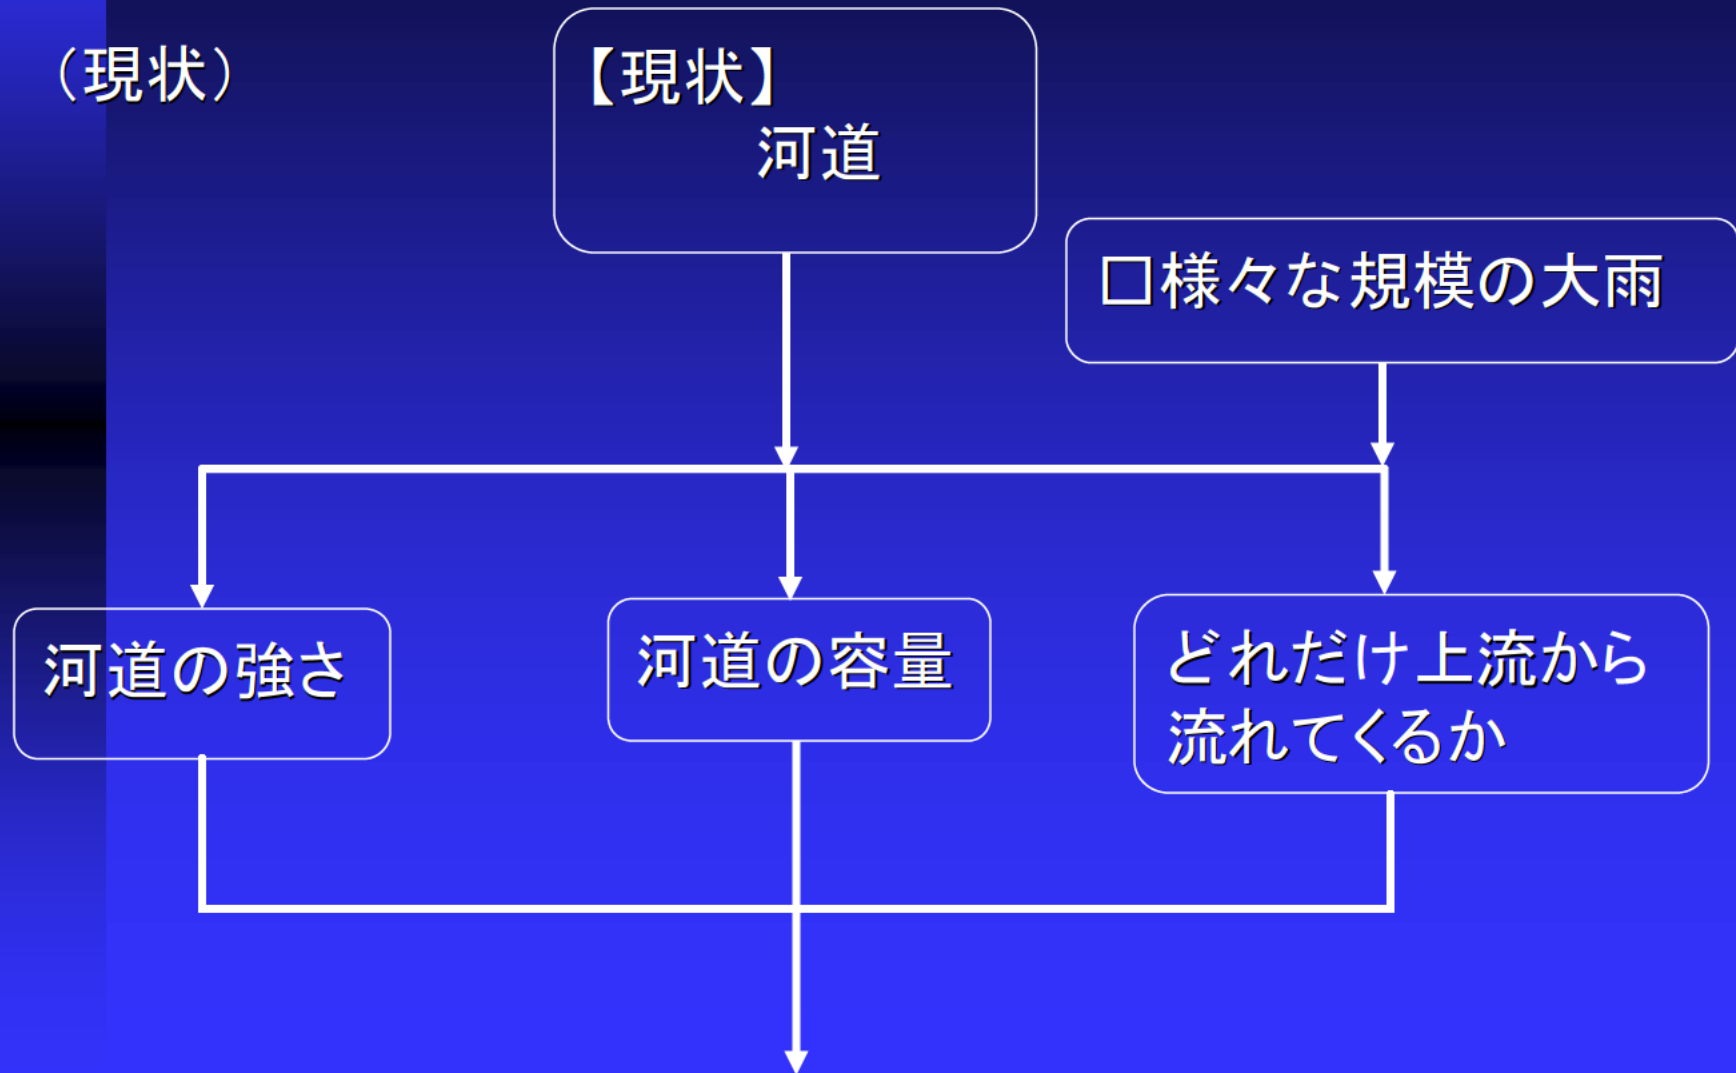 （現状）
【現状】
河道
□様々な規模の大雨
河道の強さ
河道の容量
どれだけ上流から
流れてくるか